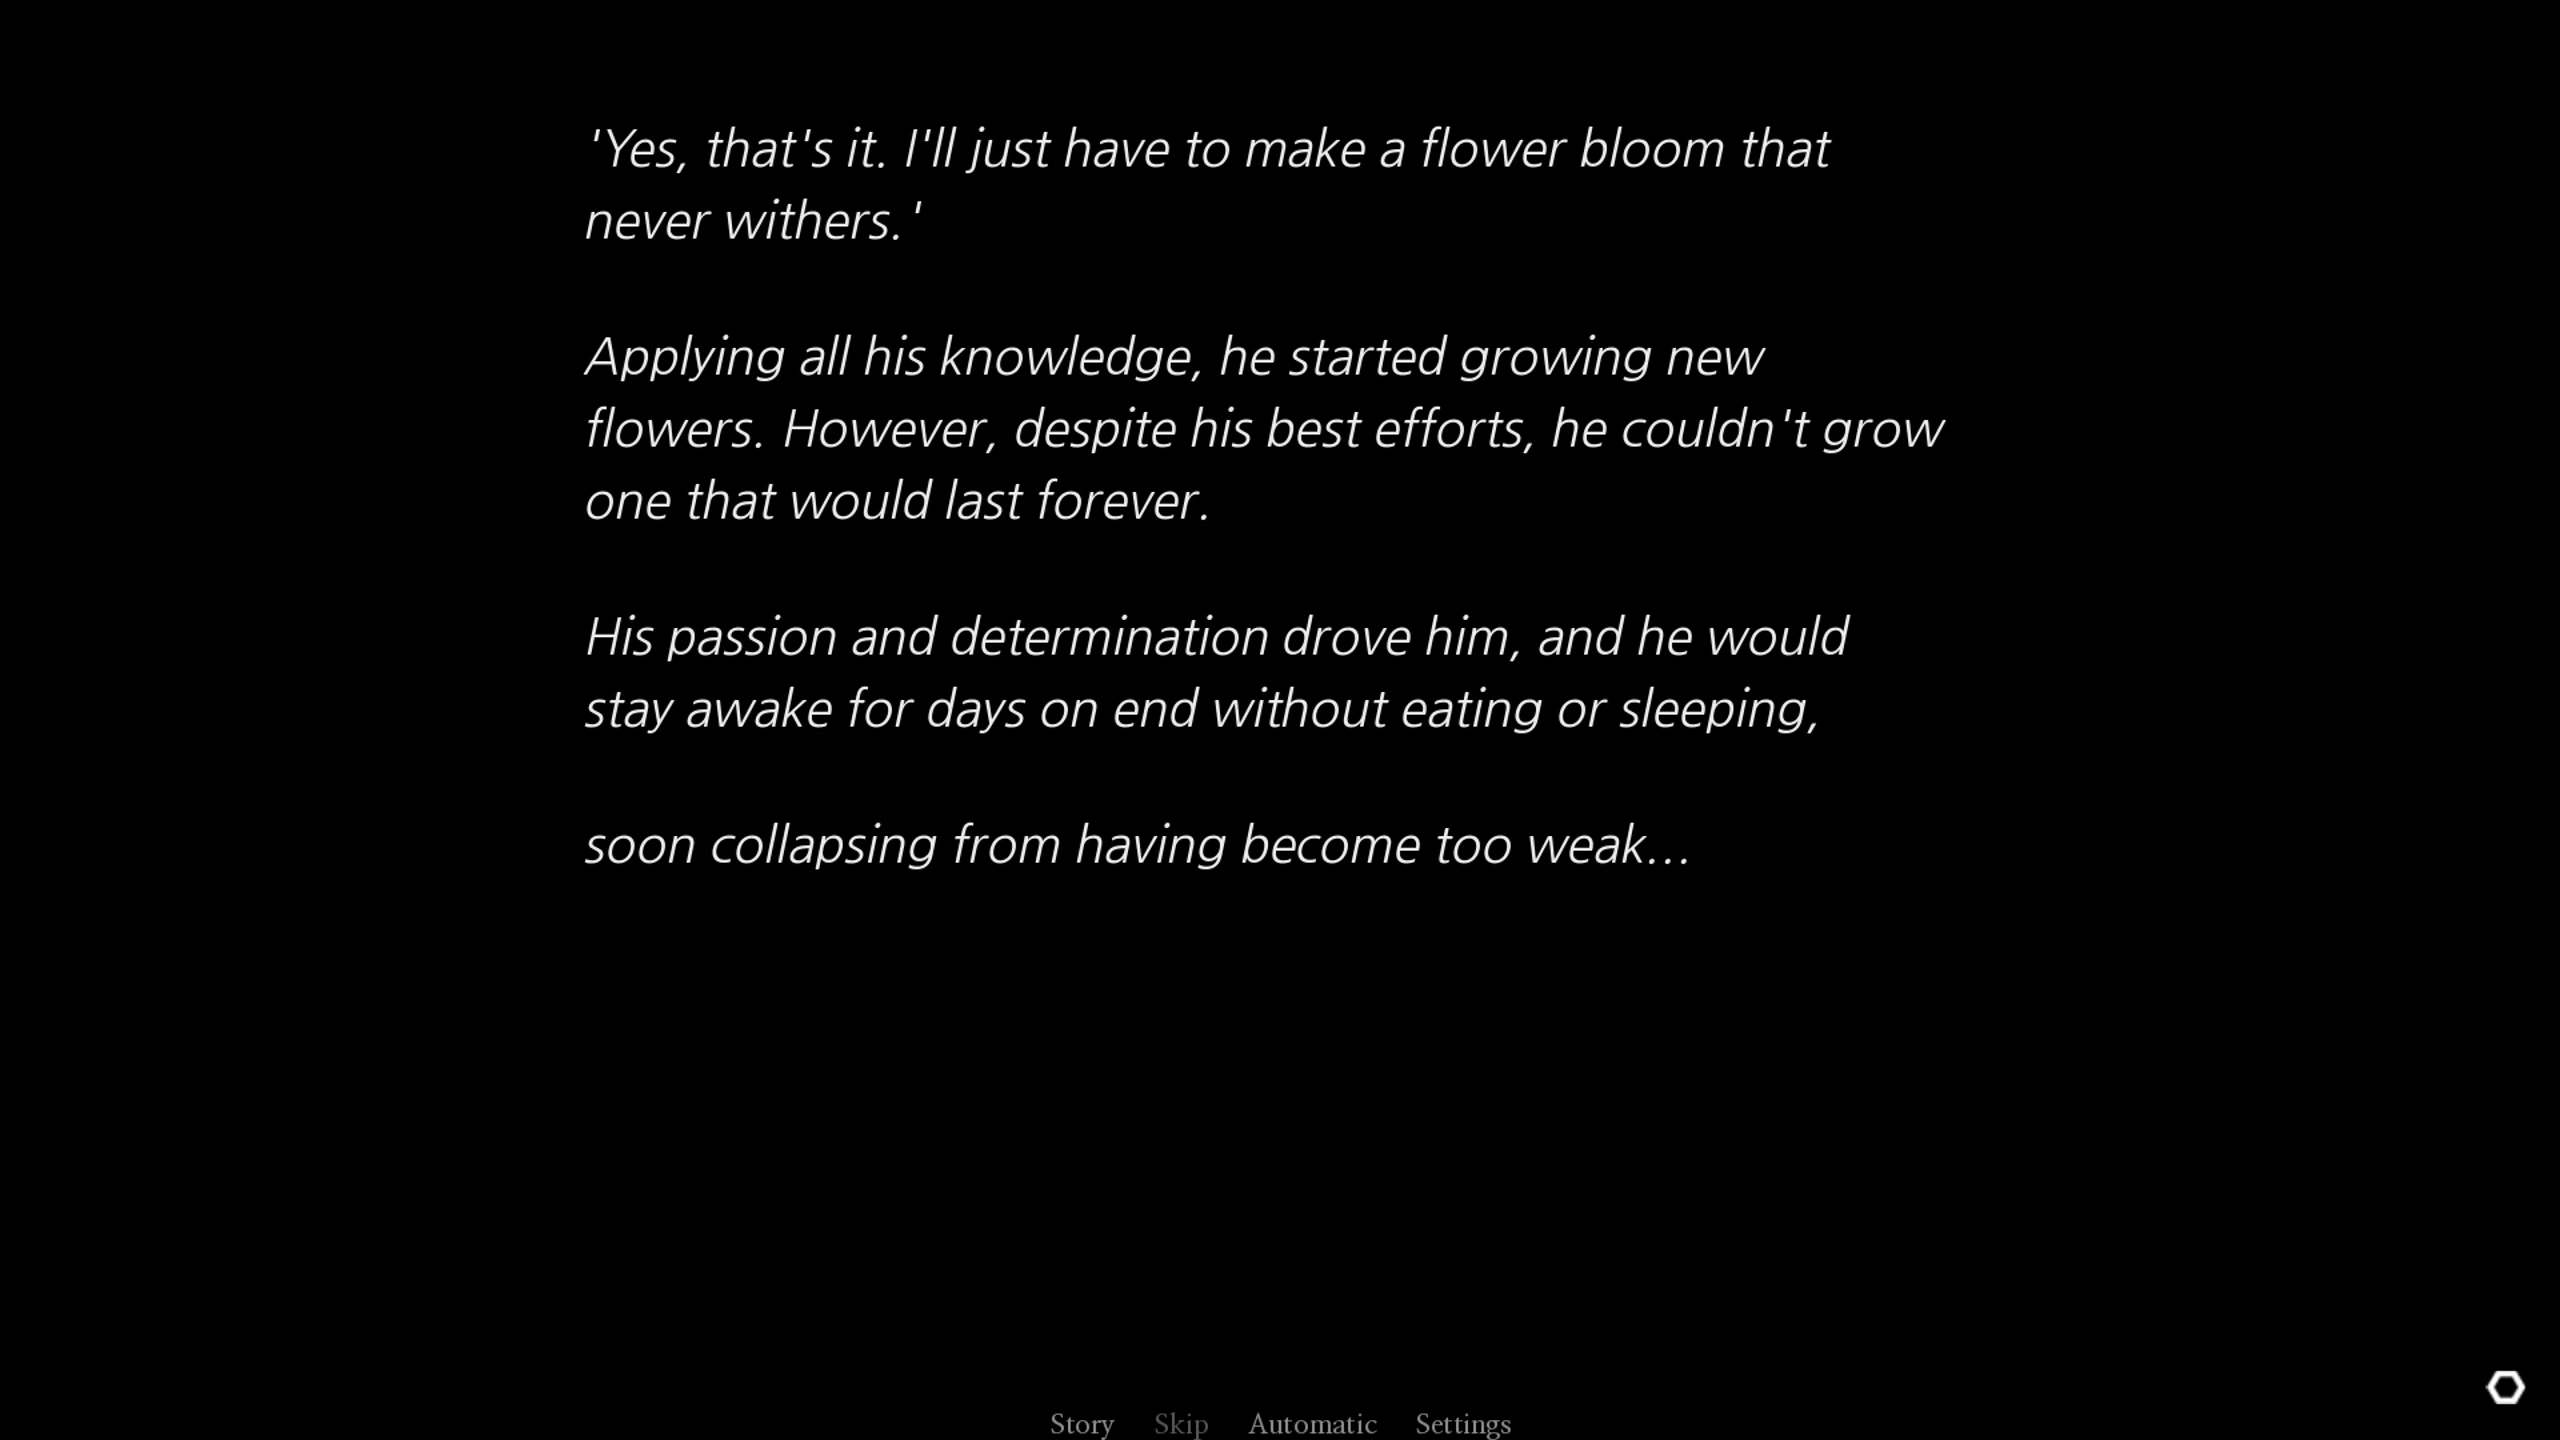 'Yes, that's it. I'll just have to make a flower bloom that
never withers.'
Applying all his knowledge, he started growing new
flowers. However, despite his best efforts, he couldn't grow
one that would last forever.
His passion and determination drove him, and he would
stay awake for days on end without eating or sleeping,
soon collapsing from having become too weak...
Story Skip Automatic Settings